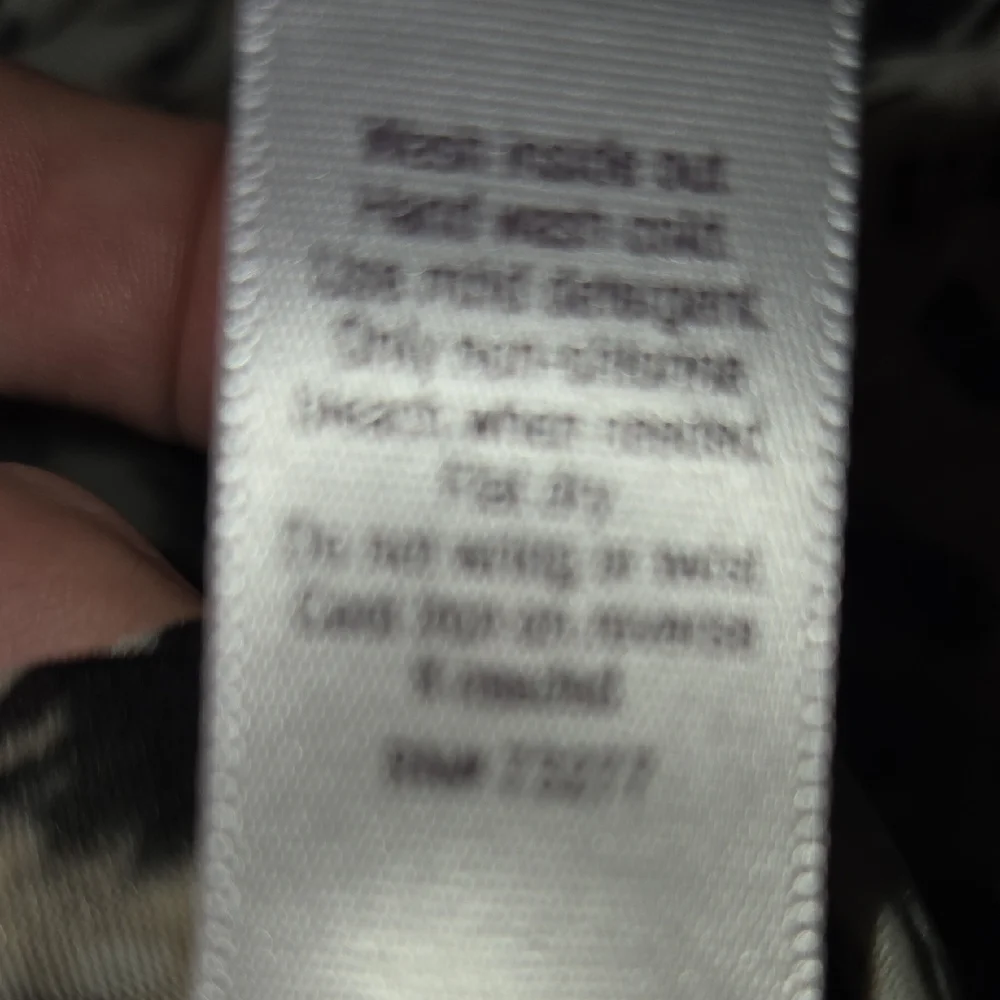 Wash inside out
Hand wash cold
Use mild detergent
Only non-chlorine
bleach when needed
Flat dry
Do not wring or twist
Cool iron on reverse
if needed
RN#